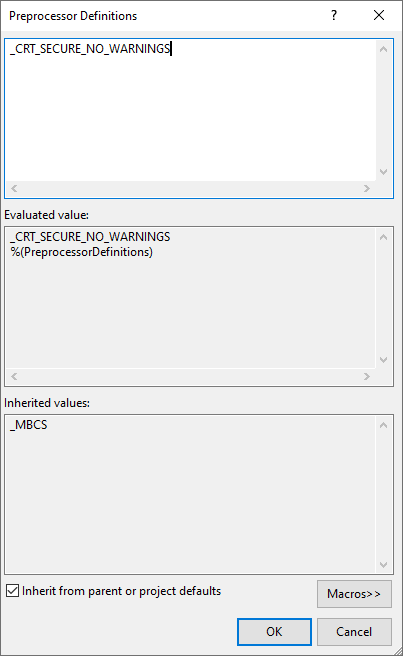 Preprocessor Definitions
?
_CRT_SECURE_NO_WARNINGS
Evaluated value:
_CRT_SECURE_NO_WARNINGS
%(PreprocessorDefinitions)
Inherited values:
_MBCS
Inherit from parent or project defaults
Macros>>
OK
Cancel